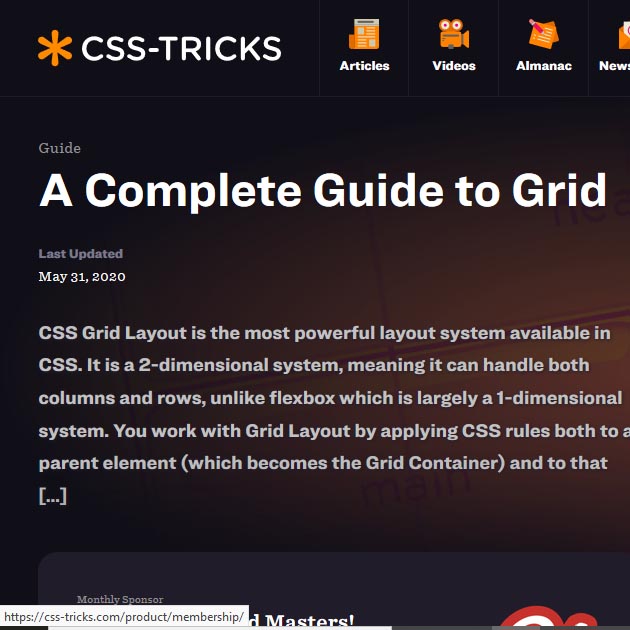 CSS-TRICKS
Articles
Videos
Almanac
News
Guide
A Complete Guide to Grid
Last Updated
May 31, 2020
CSS Grid Layout is the most powerful layout system available in
CSS. It is a 2-dimensional system, meaning it can handle both
columns and rows, unlike flexbox which is largely a 1-dimensional
system. You work with Grid Layout by applying CSS rules both to a
parent element (which becomes the Grid Container) and to that
[...]
main
Monthly Sponsor
https://css-tricks.com/product/membership/
d Masters!